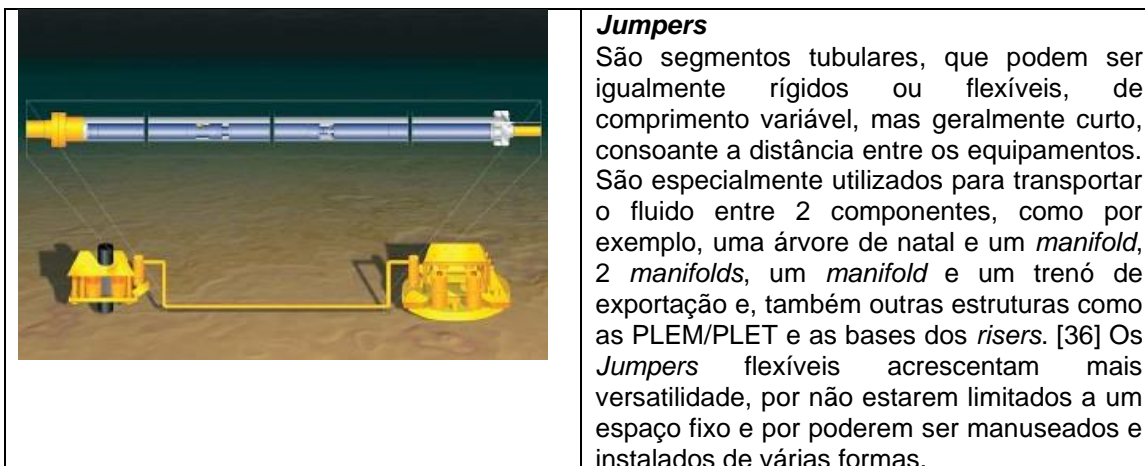 Jumpers
São segmentos tubulares, que podem ser
igualmente rígidos ou flexíveis, de
comprimento variável, mas geralmente curto,
consoante a distância entre os equipamentos.
São especialmente utilizados para transportar
o fluido entre 2 componentes, como por
exemplo, uma árvore de natal e um manifold,
2 manifolds, um manifold e um trenó de
exportação e, também outras estruturas como
as PLEM/PLET e as bases dos risers. [36] Os
Jumpers flexíveis acrescentam mais
versatilidade, por não estarem limitados a um
espaço fixo e por poderem ser manuseados e
instalados de várias formas.